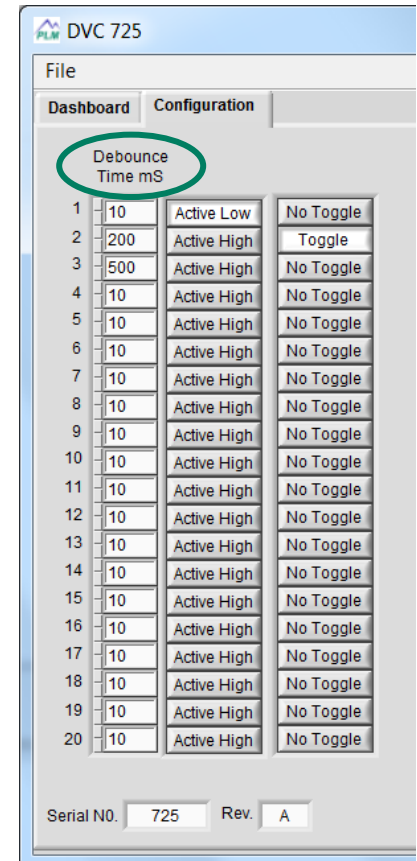 PLM DVC 725
File
Dashboard Configuration
Debounce
Time mS
1 10 Active Low No Toggle
2 200 Active High Toggle
3 500 Active High No Toggle
4 10 Active High No Toggle
5 10 Active High No Toggle
6 10 Active High No Toggle
7 10 Active High No Toggle
8 10 Active High No Toggle
9 10 Active High No Toggle
10 10 Active High No Toggle
11 10 Active High No Toggle
12 10 Active High No Toggle
13 10 Active High No Toggle
14 10 Active High No Toggle
15 10 Active High No Toggle
16 10 Active High No Toggle
17 10 Active High No Toggle
18 10 Active High No Toggle
19 10 Active High No Toggle
20 10 Active High No Toggle
Serial N0. 725 Rev. A